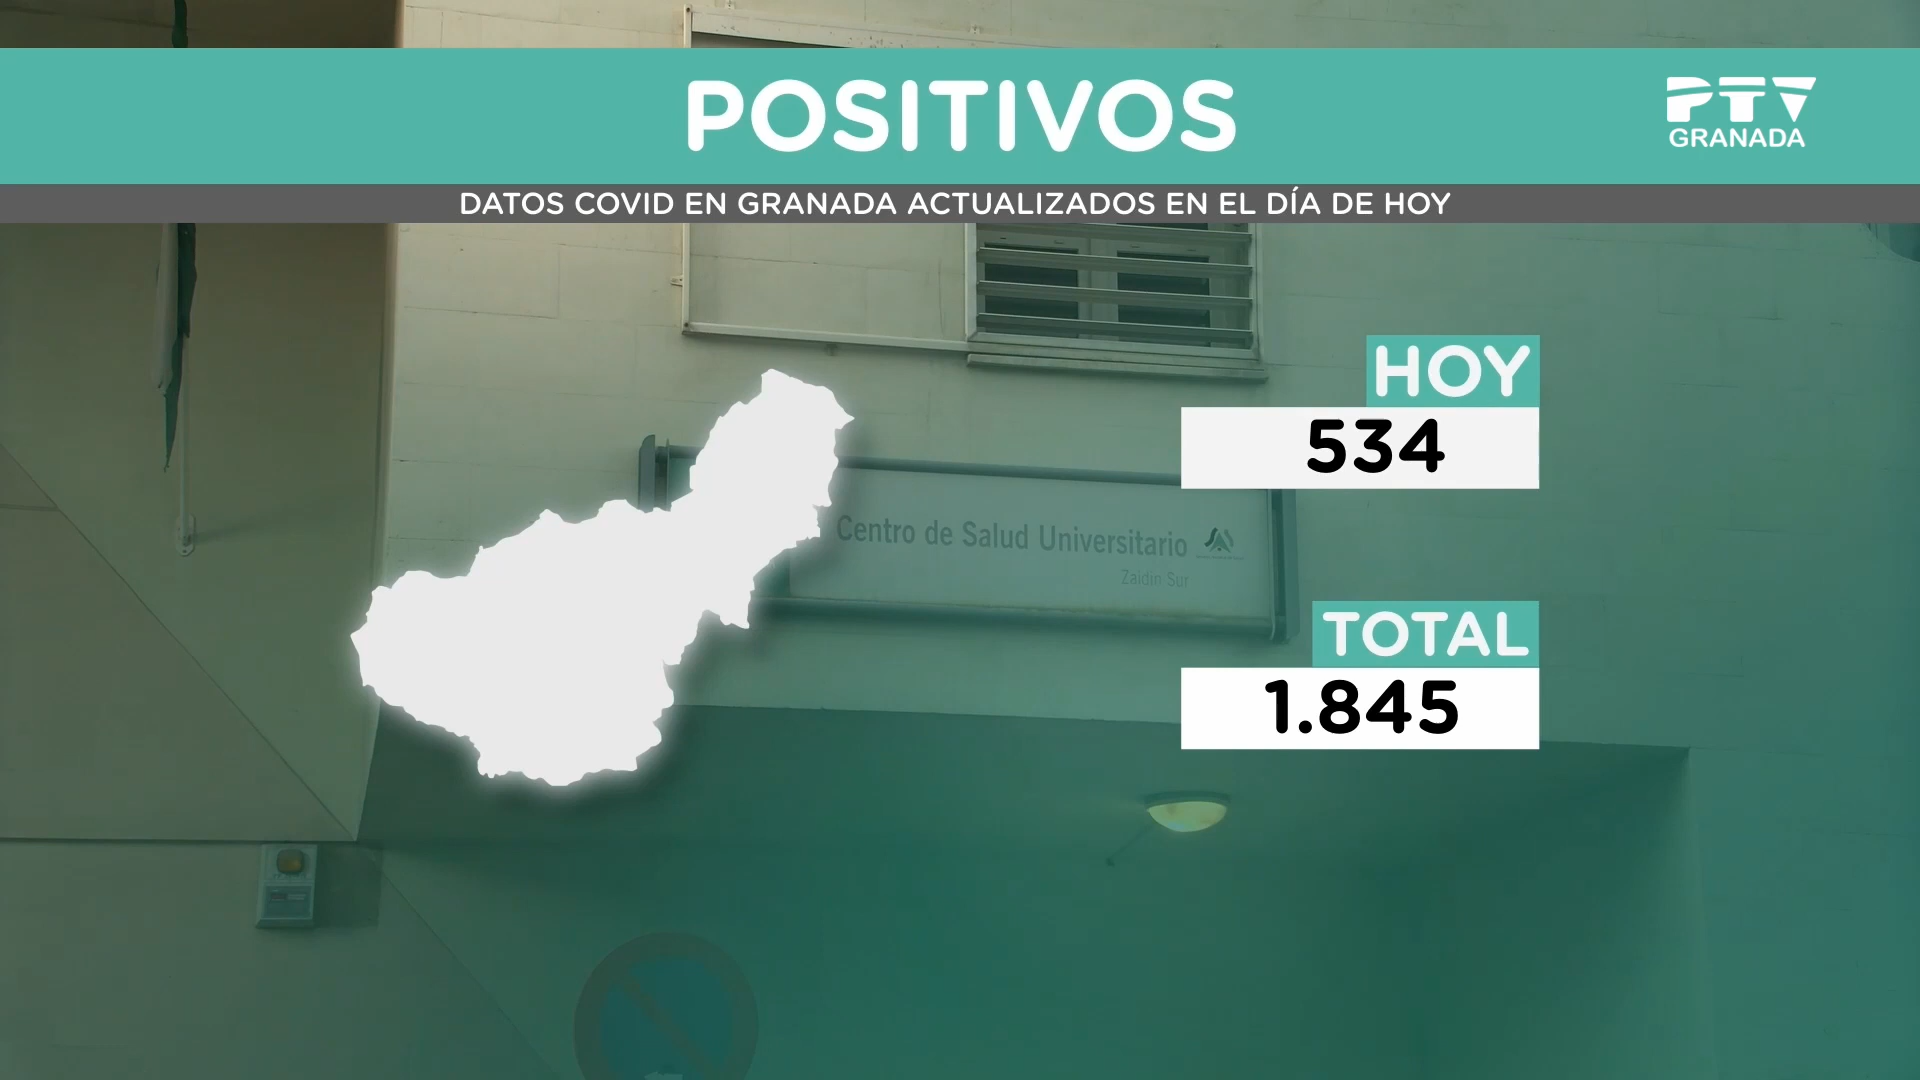 POSITIVOS
PTV
GRANADA
DATOS COVID EN GRANADA ACTUALIZADOS EN EL DÍA DE HOY
HOY
534
Centro de Salud Universitario
Zaidín Sur
TOTAL
1.845